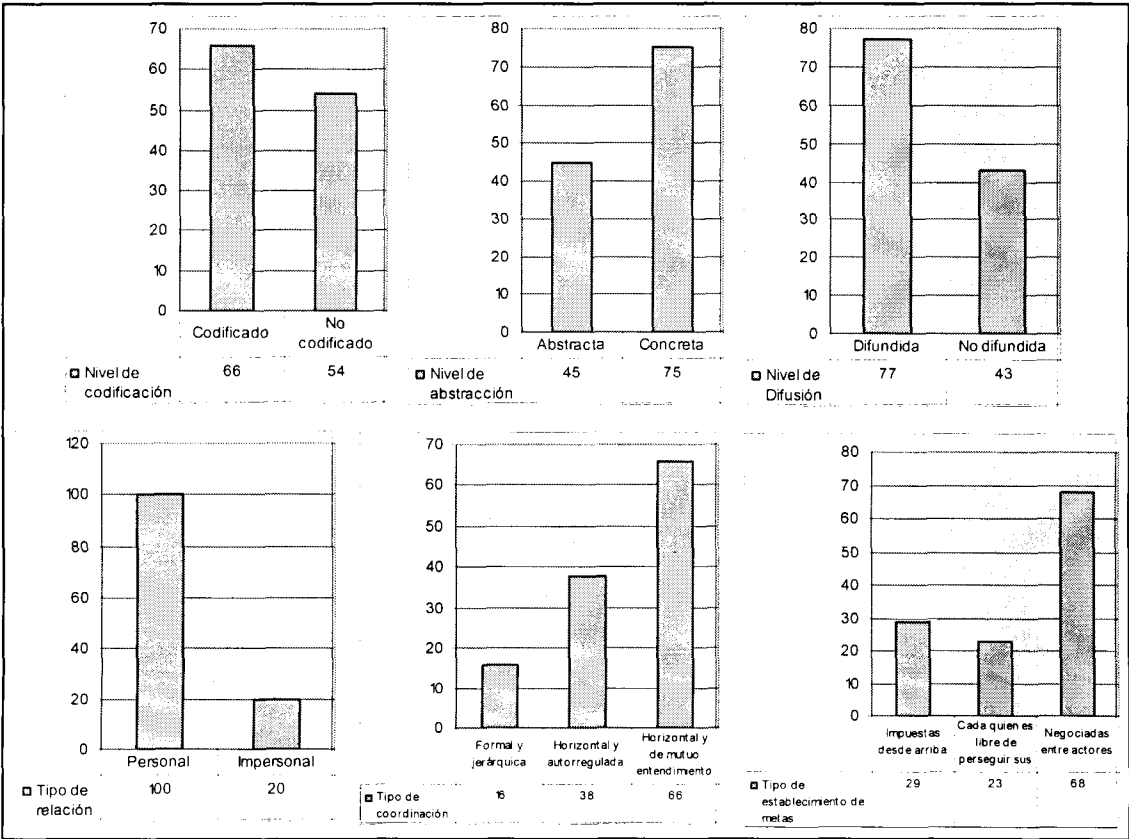 70
60
50
40
30
20
10
0
Codificado
No
codificado
Nivel de
codificación
66
54
80
70
60
50
40
30
20
10
0
Abstracta
Concreta
Nivel de
abstracción
45
75
80
70
60
50
40
30
20
10
0
Difundida
No difundida
Nivel de
Difusión
77
43
120
100
80
60
40
20
0
Personal
Impersonal
Tipo de
relación
100
20
70
60
50
40
30
20
10
0
Formal y
jerárquica
Horizontal y
autorregulada
Horizontal y
de mutuo
entendimiento
Tipo de
coordinación
16
38
66
80
70
60
50
40
30
20
10
0
Impuestas
desde arriba
Cada quien es
libre de
perseguir sus
Negociadas
entre actores
Tipo de
establecimiento de
metas
29
23
68